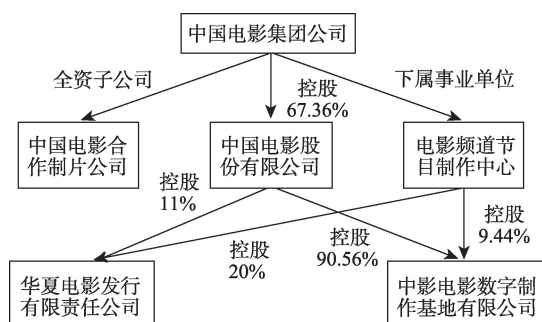 中国电影集团公司
全资子公司
控股
67.36%
下属事业单位
中国电影合
作制片公司
中国电影股
份有限公司
电影频道节
目制作中心
控股
11%
控股
20%
控股
90.56%
控股
9.44%
华夏电影发行
有限责任公司
中影电影数字制
作基地有限公司